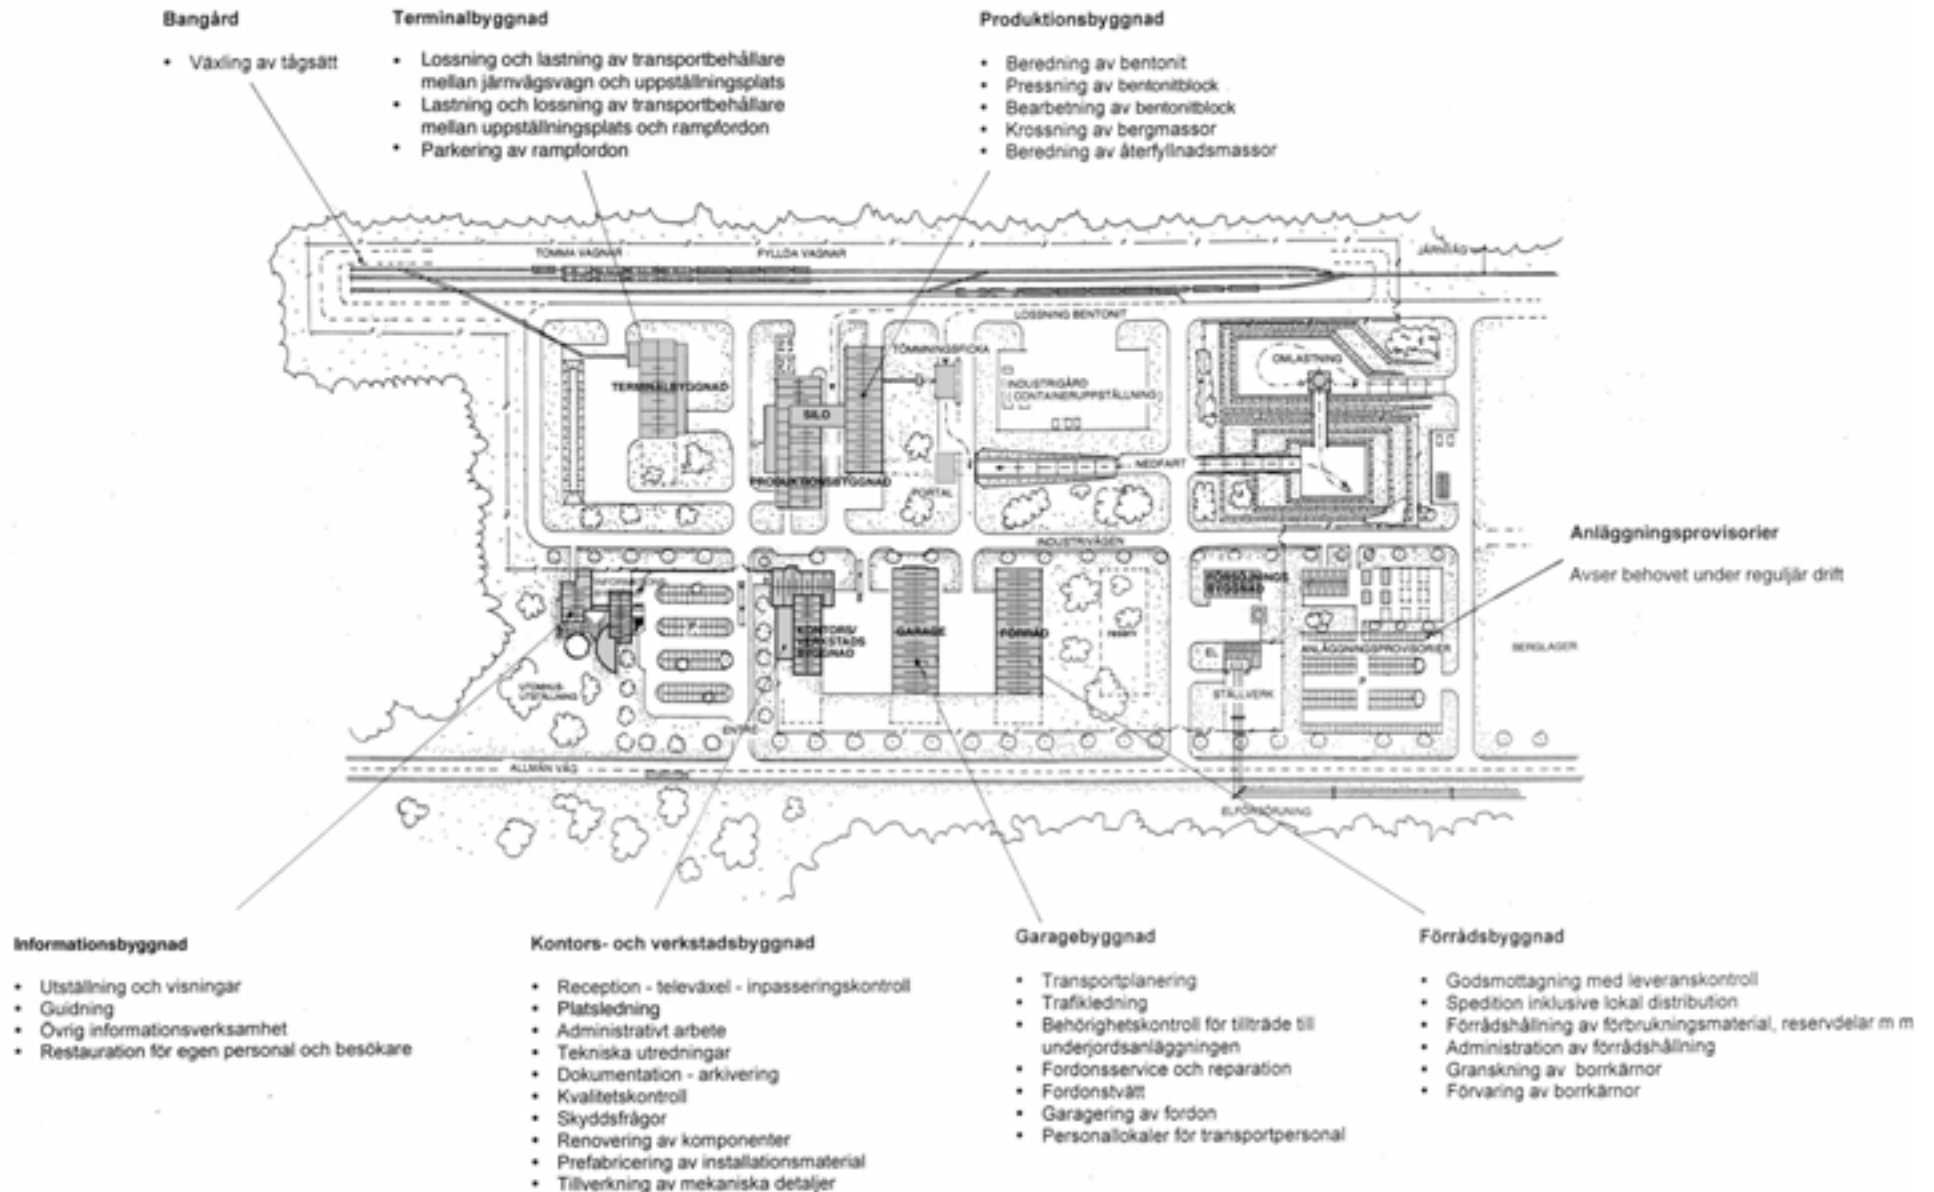 Bangård
• Växling av tågsätt
Terminalbyggnad
• Lossning och lastning av transportbehållare
mellan järnvägsvagn och uppställningsplats
• Lastning och lossning av transportbehållare
mellan uppställningsplats och rampfordon
• Parkering av rampfordon
Produktionsbyggnad
• Beredning av bentonit
• Pressning av bentonitblock
• Bearbetning av bentonitblock
• Krossning av bergmassor
• Beredning av återfyllnadsmassor
TOMMA VAGNAR
FYLLDA VAGNAR
JÄRNVÄG
LOSSNING BENTONIT
TÖMMNINGSFICKA
OMLASTNING
TERMINALBYGGNAD
INDUSTRIGÅRD
( CONTAINERUPPSTÄLLNING )
SILO
NEDFART
PRODUKTIONSBYGGNAD
PORTAL
INDUSTRIVÄGEN
Anläggningsprovisorier
Avser behovet under reguljär drift
BYGGNAD
KONTORS/
VERKSTADS
BYGGNAD
GARAGE
FÖRRÅD
reserv
P
EL
ANLÄGGNINGSPROVISORIER
BERGLAGER
UTOMHUS-
UTSTÄLLNING
STÄLLVERK
P
ENTRÉ
ALLMÄN VÄG
ELFÖRSÖRJNING
Informationsbyggnad
• Utställning och visningar
• Guidning
• Övrig informationsverksamhet
• Restauration för egen personal och besökare
Kontors- och verkstadsbyggnad
• Reception - televäxel - inpasseringskontroll
• Platsledning
• Administrativt arbete
• Tekniska utredningar
• Dokumentation - arkivering
• Kvalitetskontroll
• Skyddsfrågor
• Renovering av komponenter
• Prefabricering av installationsmaterial
• Tillverkning av mekaniska detaljer
Garagebyggnad
• Transportplanering
• Trafikledning
• Behörighetskontroll för tillträde till
underjordsanläggningen
• Fordonsservice och reparation
• Fordonstvätt
• Garagering av fordon
• Personallokaler för transportpersonal
Förrådsbyggnad
• Godsmottagning med leveranskontroll
• Spedition inklusive lokal distribution
• Förrådshållning av förbrukningsmaterial, reservdelar m m
• Administration av förrådshållning
• Granskning av borrkärnor
• Förvaring av borrkärnor